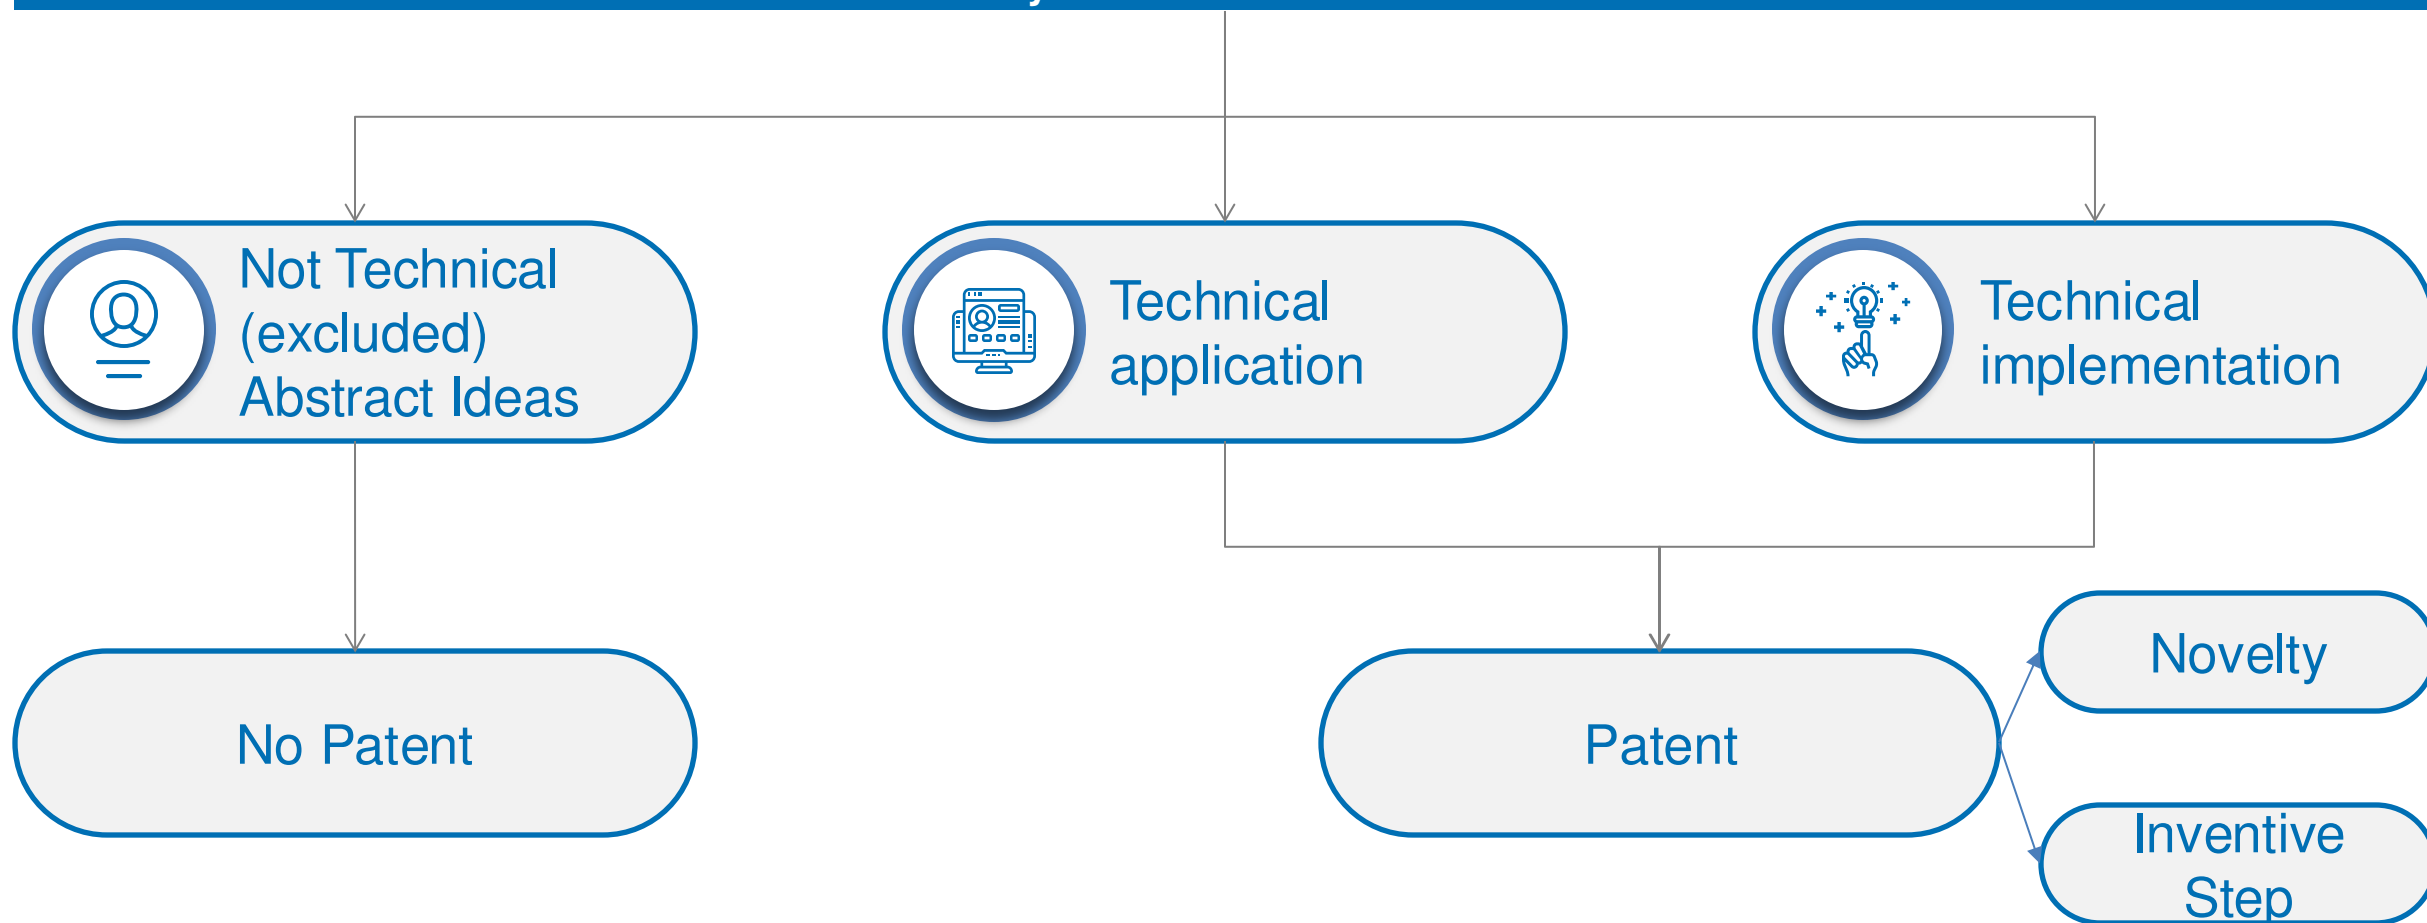 Not Technical
(excluded)
Abstract Ideas
Technical
application
Technical
implementation
No Patent
Patent
Novelty
Inventive
Step